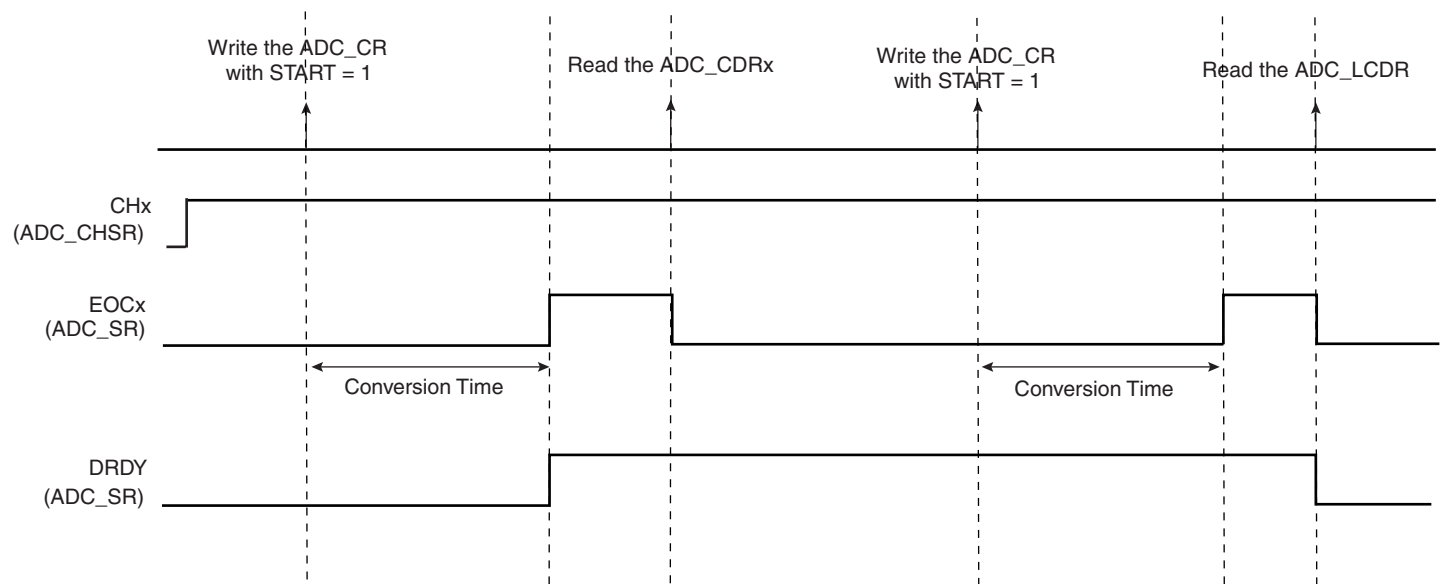 Write the ADC_CR
with START = 1
Read the ADC_CDRx
Write the ADC_CR
with START = 1
Read the ADC_LCDR
CHx
(ADC_CHSR)
EOCx
(ADC_SR)
Conversion Time
Conversion Time
DRDY
(ADC_SR)